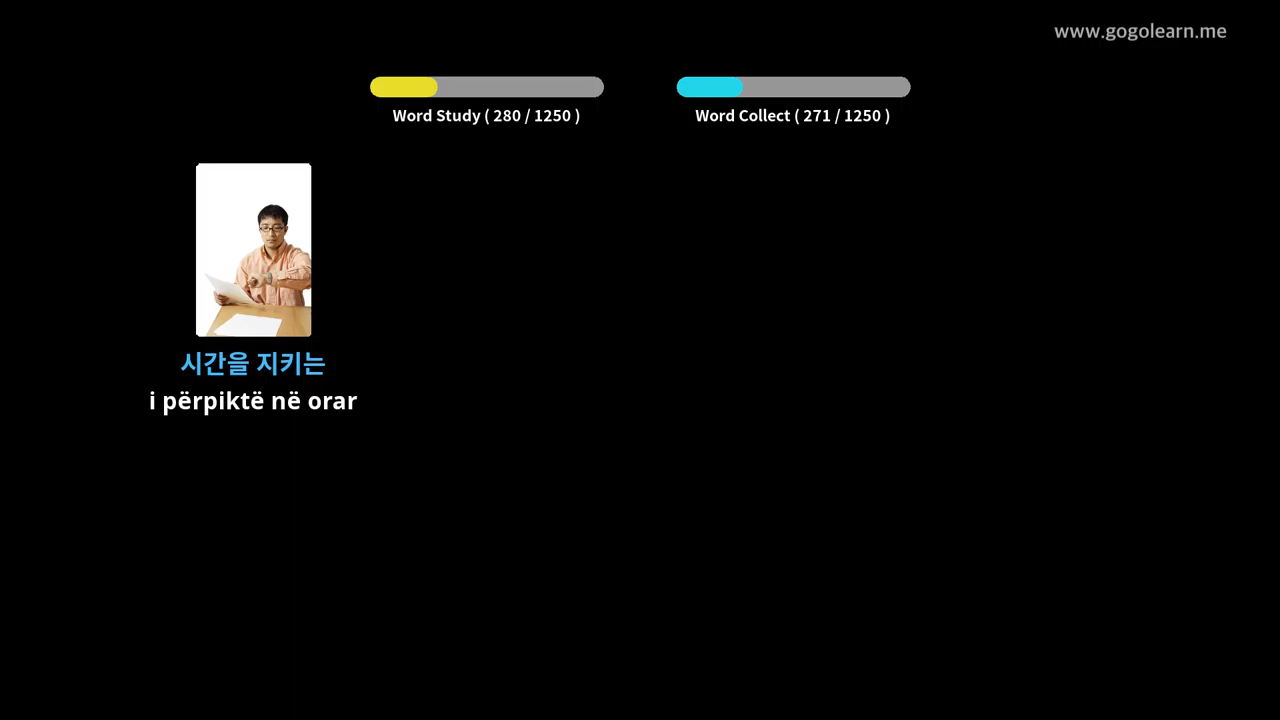 www.gogolearn.me
Word Study ( 280 / 1250 )
Word Collect ( 271 / 1250 )
시간을 지키는
i përpiktë në orar